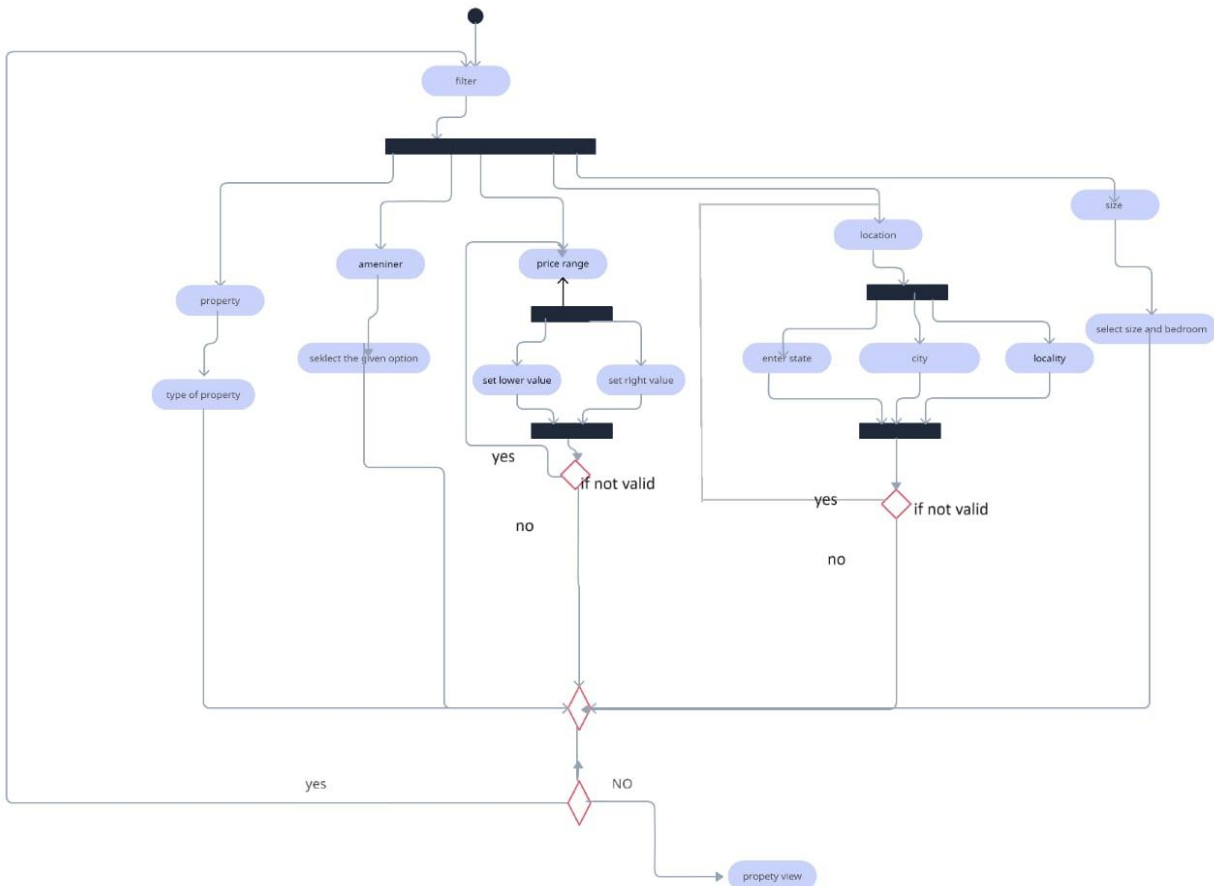 filter
size
location
ameniner
price range
property
select size and bedroom
seklect the given option
enter state
city
locality
set lower value
set right value
type of property
yes
if not valid
yes
if not valid
no
no
yes
NO
propety view